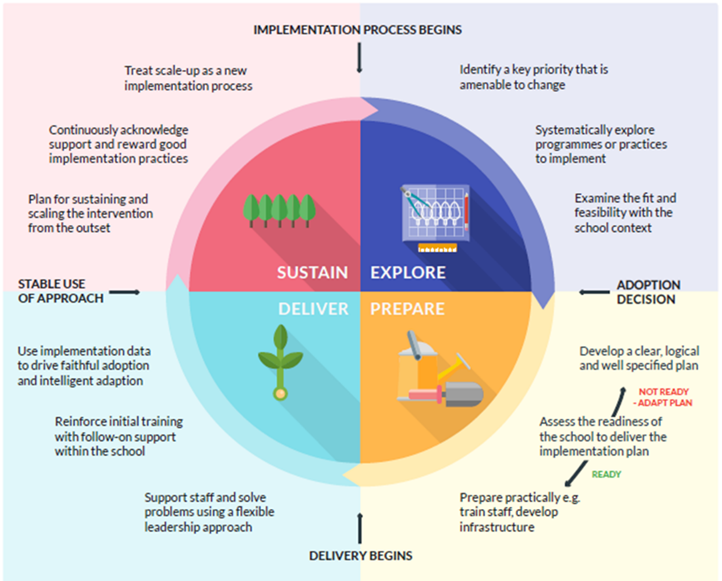 IMPLEMENTATION PROCESS BEGINS
Treat scale-up as a new
implementation process
Identify a key priority that is
amenable to change
Continuously acknowledge
support and reward good
implementation practices
Systematically explore
programmes or practices
to implement
Plan for sustaining and
scaling the intervention
from the outset
Examine the fit and
feasibility with the
school context
SUSTAIN
EXPLORE
STABLE USE
OF APPROACH
ADOPTION
DECISION
DELIVER
PREPARE
Use implementation data
to drive faithful adoption
and intelligent adaption
Develop a clear, logical
and well specified plan
NOT READY
- ADAPT PLAN
Reinforce initial training
with follow-on support
within the school
Assess the readiness of
the school to deliver the
implementation plan
READY
Support staff and solve
problems using a flexible
leadership approach
Prepare practically e.g.
train staff, develop
infrastructure
DELIVERY BEGINS